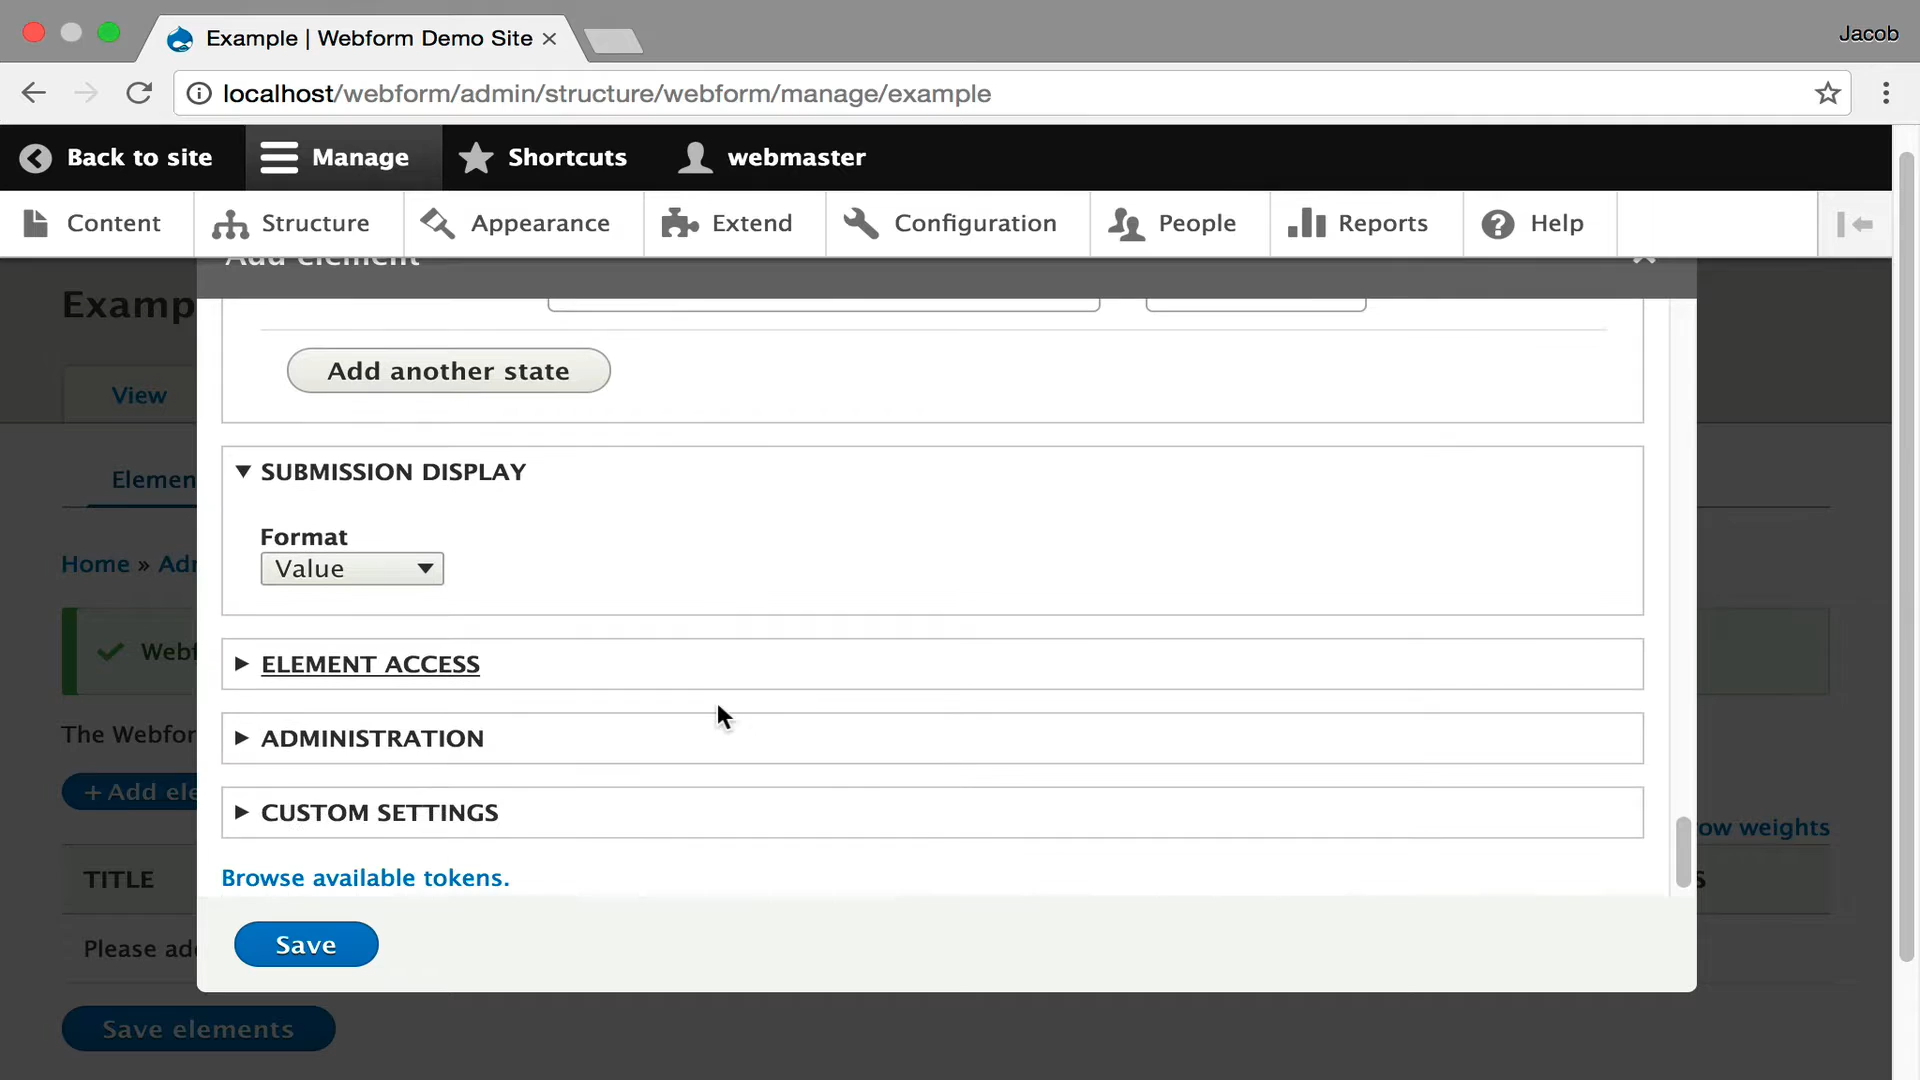 Example | Webform Demo Site
Jacob
localhost/webform/admin/structure/webform/manage/example
Back to site
Manage
Shortcuts
webmaster
Content
Structure
Appearance
Extend
Configuration
People
Reports
Help
Add element
Examp
View
Add another state
Elemen
SUBMISSION DISPLAY
Format
Value
Home » Adr
Webf
ELEMENT ACCESS
The Webfor
ADMINISTRATION
+ Add ele
CUSTOM SETTINGS
ow weights
TITLE
S
Browse available tokens.
Please add
Save
Save elements